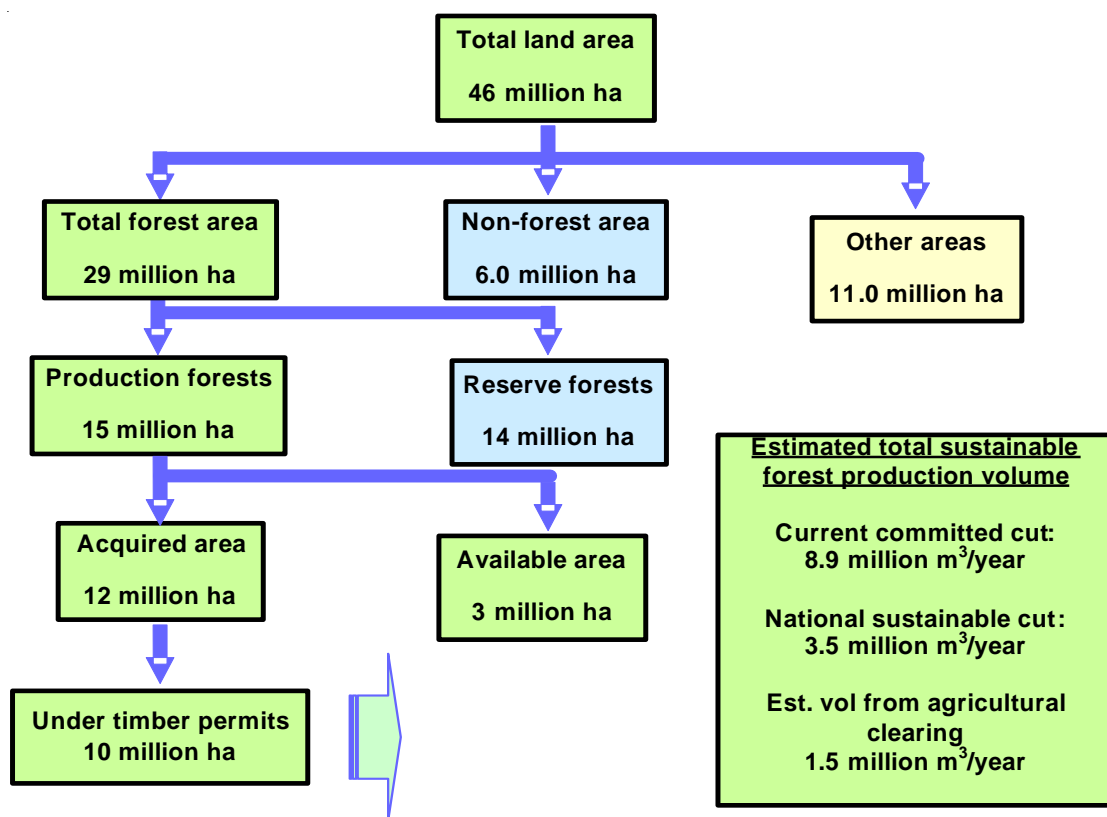 Total land area
46 million ha
Total forest area
29 million ha
Non-forest area
6.0 million ha
Other areas
11.0 million ha
Production forests
15 million ha
Reserve forests
14 million ha
Acquired area
12 million ha
Available area
3 million ha
Under timber permits
10 million ha
Estimated total sustainable
forest production volume
Current committed cut:
8.9 million m³/year
National sustainable cut:
3.5 million m³/year
Est. vol from agricultural
clearing
1.5 million m³/year